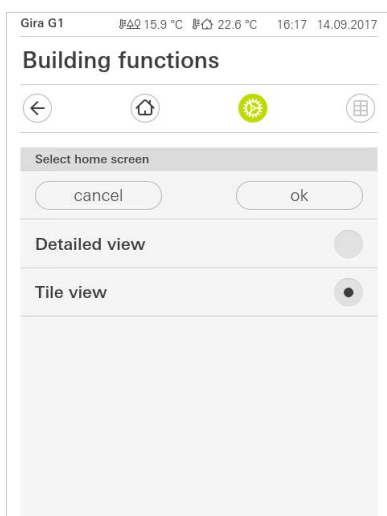 Gira G1 15.9 °C 22.6 °C 16:17 14.09.2017
Building functions
Select home screen
cancel ok
Detailed view
Tile view